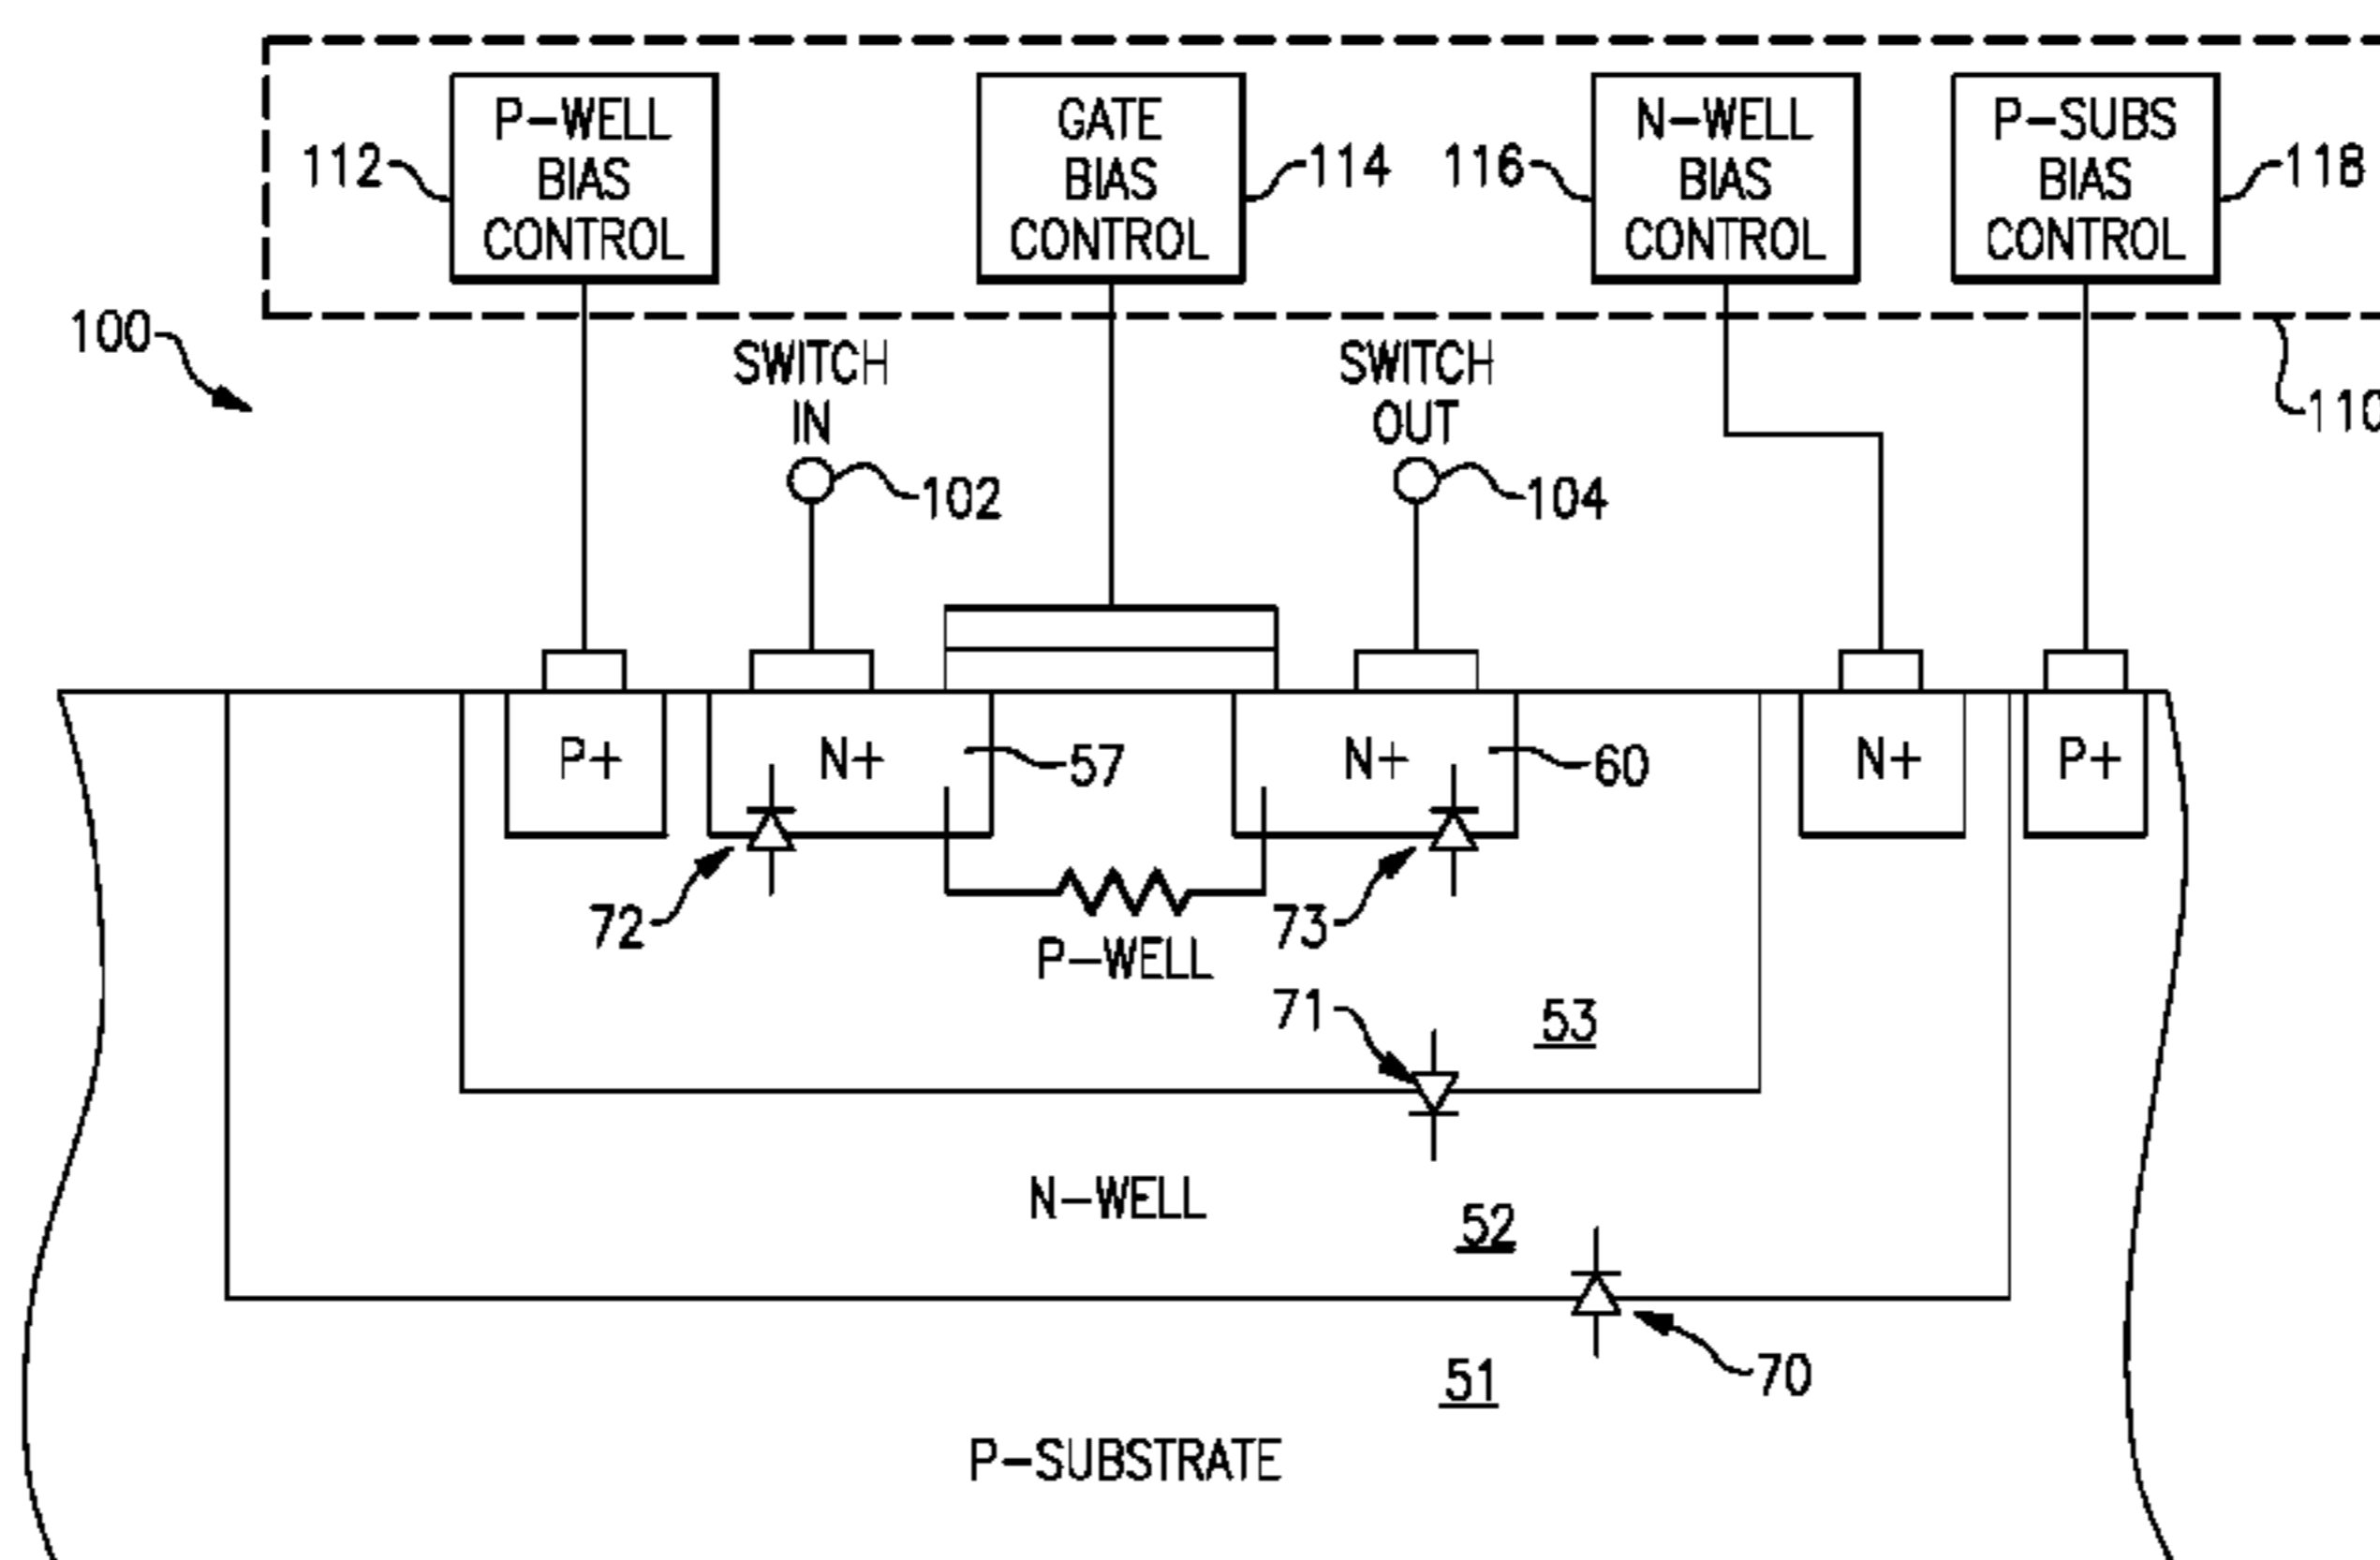 P-WELL
BIAS
CONTROL
112
GATE
BIAS
CONTROL
114
116
N-WELL
BIAS
CONTROL
P-SUBS
BIAS
CONTROL
118
100
SWITCH
IN
102
SWITCH
OUT
104
110
P+
N+
57
N+
60
N+
P+
72
73
P-WELL
71
53
N-WELL
52
70
51
P-SUBSTRATE